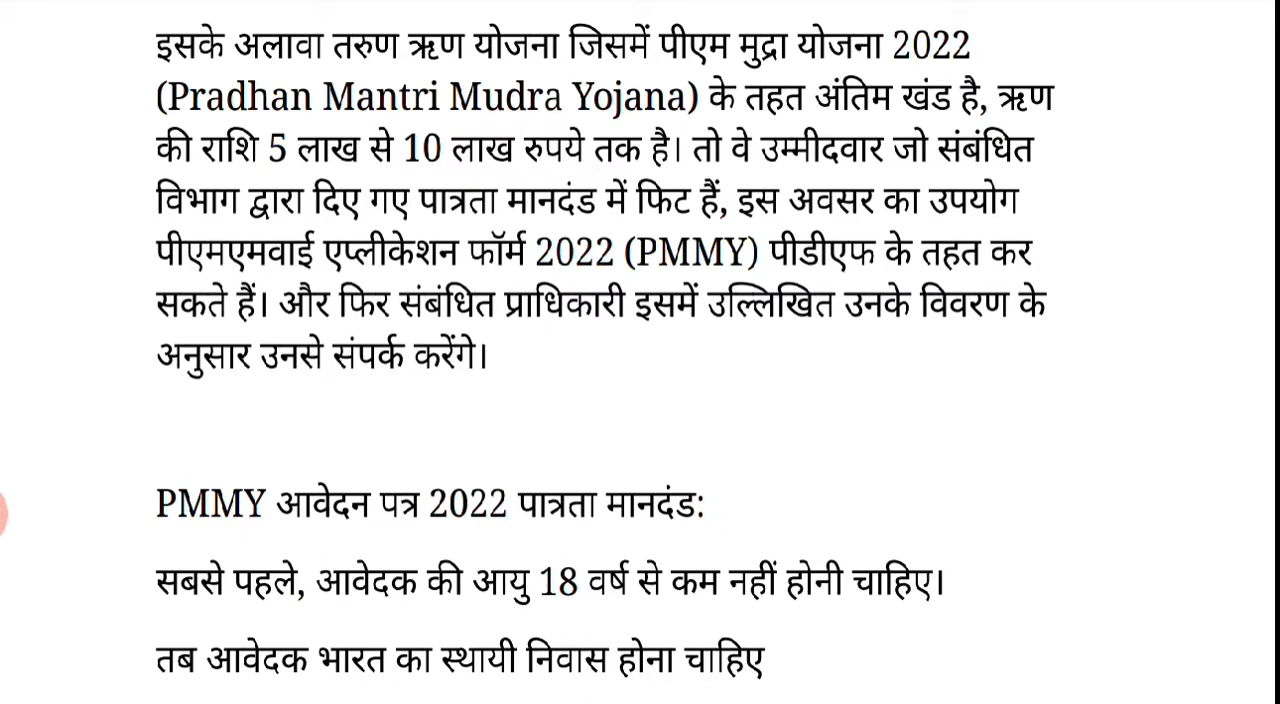 इसके अलावा तरुण ऋण योजना जिसमें पीएम मुद्रा योजना 2022
(Pradhan Mantri Mudra Yojana) के तहत अंतिम खंड है, ऋण
की राशि 5 लाख से 10 लाख रुपये तक है। तो वे उम्मीदवार जो संबंधित
विभाग द्वारा दिए गए पात्रता मानदंड में फिट हैं, इस अवसर का उपयोग
पीएमएमवाई एप्लीकेशन फॉर्म 2022 (PMMY) पीडीएफ के तहत कर
सकते हैं। और फिर संबंधित प्राधिकारी इसमें उल्लिखित उनके विवरण के
अनुसार उनसे संपर्क करेंगे।
PMMY आवेदन पत्र 2022 पात्रता मानदंड:
सबसे पहले, आवेदक की आयु 18 वर्ष से कम नहीं होनी चाहिए।
तब आवेदक भारत का स्थायी निवास होना चाहिए